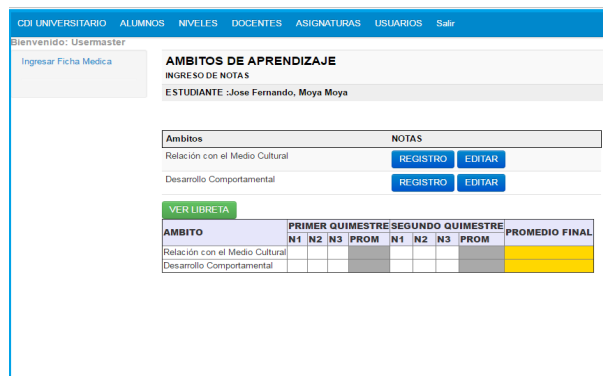 CDI UNIVERSITARIO ALUMNOS NIVELES DOCENTES ASIGNATURAS USUARIOS Salir
Bienvenido: Usermaster
Ingresar Ficha Medica
AMBITOS DE APRENDIZAJE
INGRESO DE NOTAS
ESTUDIANTE :Jose Fernando, Moya Moya
Ambitos NOTAS
Relación con el Medio Cultural REGISTRO EDITAR
Desarrollo Comportamental REGISTRO EDITAR
VER LIBRETA
AMBITO PRIMER QUIMESTRE SEGUNDO QUIMESTRE PROMEDIO FINAL
N1 N2 N3 PROM N1 N2 N3 PROM
Relación con el Medio Cultural
Desarrollo Comportamental